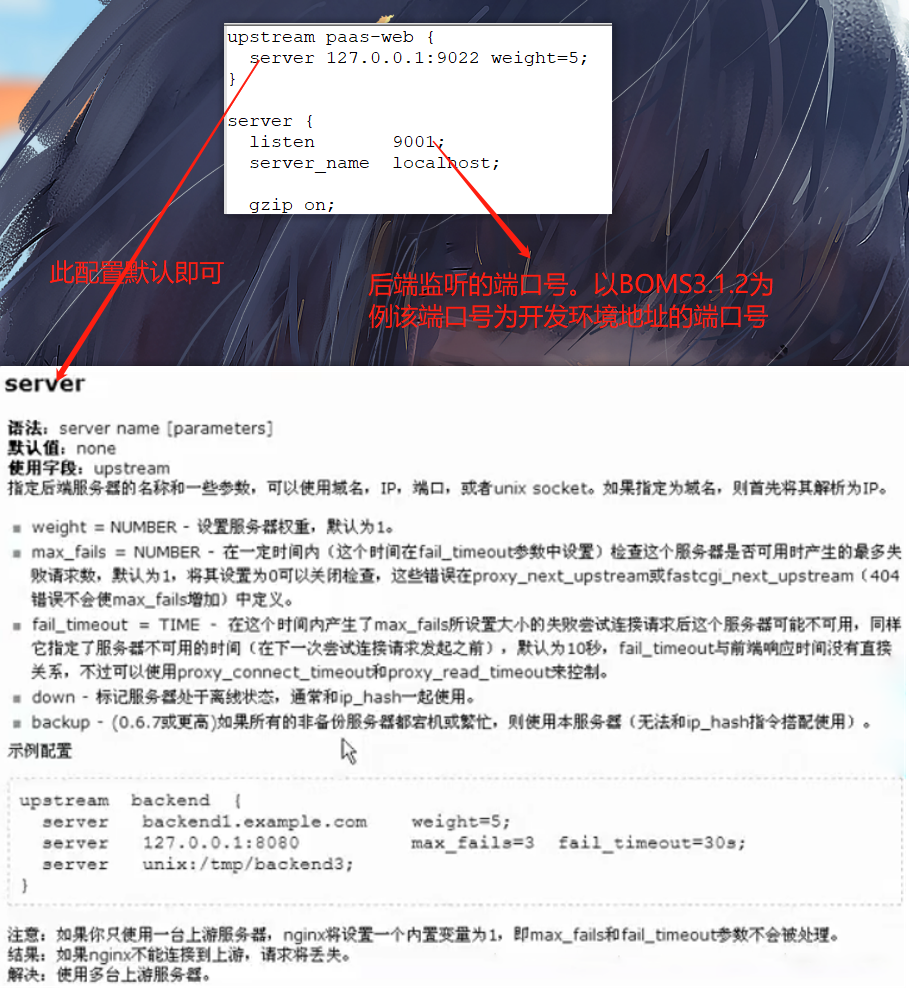 upstream paas-web {
server 127.0.0.1:9022 weight=5;
}
server {
listen 9001;
server_name localhost;
gzip on;
此配置默认即可
后端监听的端口号。以BOMS3.1.2为
例该端口号为开发环境地址的端口号
server
语法：server name [parameters]
默认值：none
使用字段：upstream
指定后端服务器的名称和一些参数，可以使用域名，IP，端口，或者unix socket。如果指定为域名，则首先将其解析为IP。
weight = NUMBER - 设置服务器权重，默认为1。
max_fails = NUMBER - 在一定时间内（这个时间在fail_timeout参数中设置）检查这个服务器是否可用时产生的最多失
败请求数，默认为1，将其设置为0可以关闭检查，这些错误在proxy_next_upstream或fastcgi_next_upstream（404
错误不会使max_fails增加）中定义。
fail_timeout = TIME - 在这个时间内产生了max_fails所设置大小的失败尝试连接请求后这个服务器可能不可用，同样
它指定了服务器不可用的时间（在下一次尝试连接请求发起之前），默认为10秒，fail_timeout与前端响应时间没有直接
关系，不过可以使用proxy_connect_timeout和proxy_read_timeout来控制。
down - 标记服务器处于离线状态，通常和ip_hash一起使用。
backup - (0.6.7或更高)如果所有的非备份服务器都宕机或繁忙，则使用本服务器（无法和ip_hash指令搭配使用）。
示例配置
upstream backend {
server backend1.example.com weight=5;
server 127.0.0.1:8080 max_fails=3 fail_timeout=30s;
server unix:/tmp/backend3;
}
注意：如果你只使用一台上游服务器，nginx将设置一个内置变量为1，即max_fails和fail_timeout参数不会被处理。
结果：如果nginx不能连接到上游，请求将丢失。
解决：使用多台上游服务器。